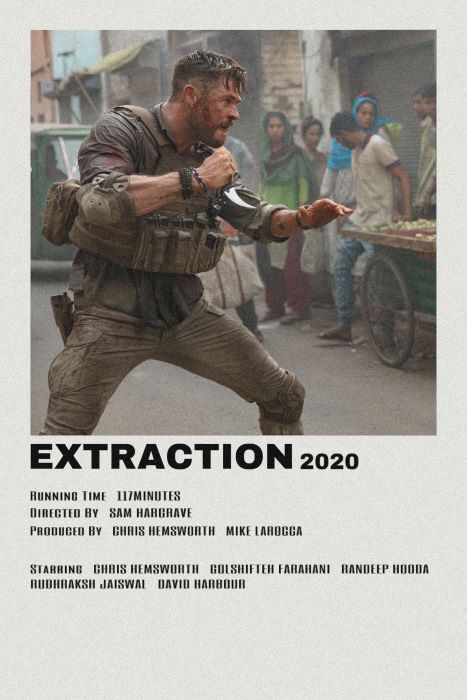 EXTRACTION 2020
RUNNING TIME 117MINUTES
DIRECTED BY SAM HARGRAVE
PRODUCED BY CHRIS HEMSWORTH MIKE LAROCCA
STARRING CHRIS HEMSWORTH GOLSHIFTEH FARAHANI RANDEEP HOODA
RUDHRAKSH JAISWAL DAVID HARBOUR